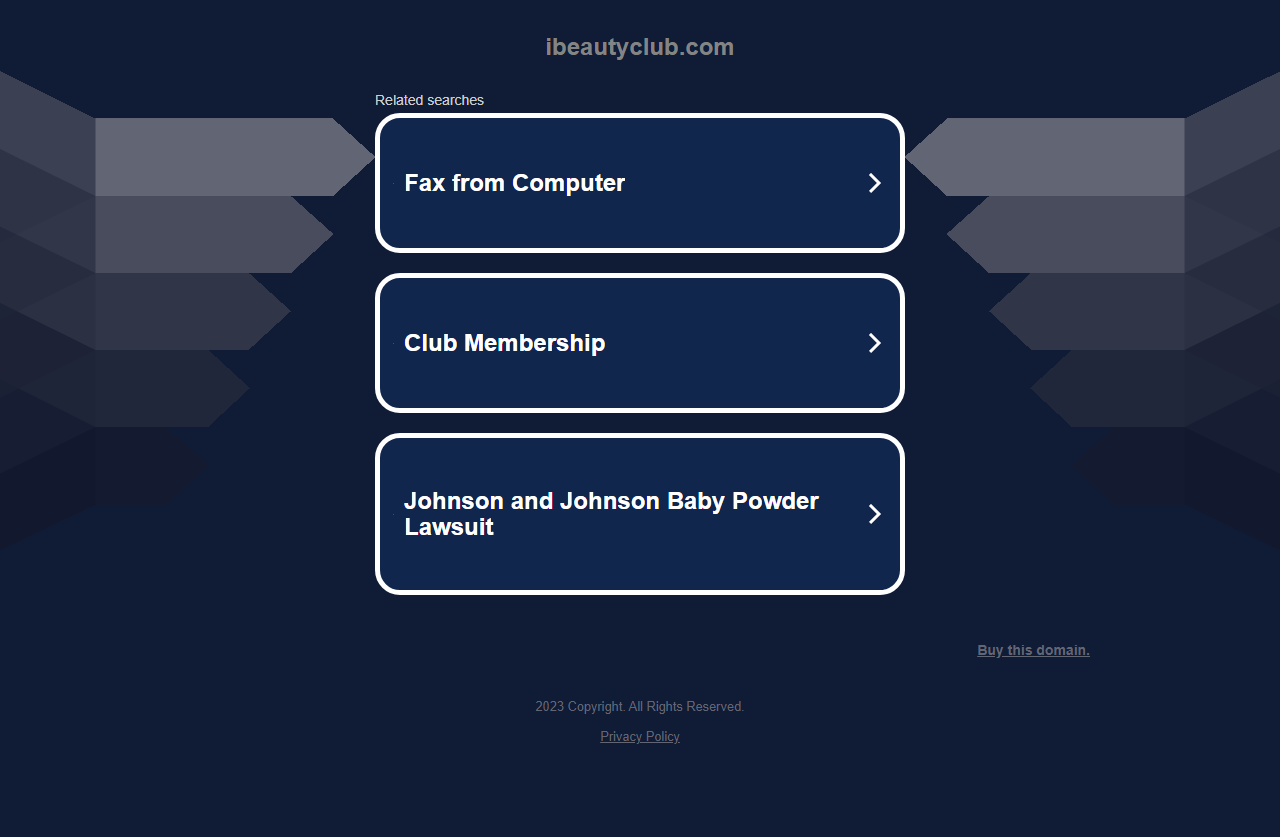 ibeautyclub.com
Related searches
Fax from Computer
Club Membership
Johnson and Johnson Baby Powder
Lawsuit
Buy this domain.
2023 Copyright. All Rights Reserved.
Privacy Policy